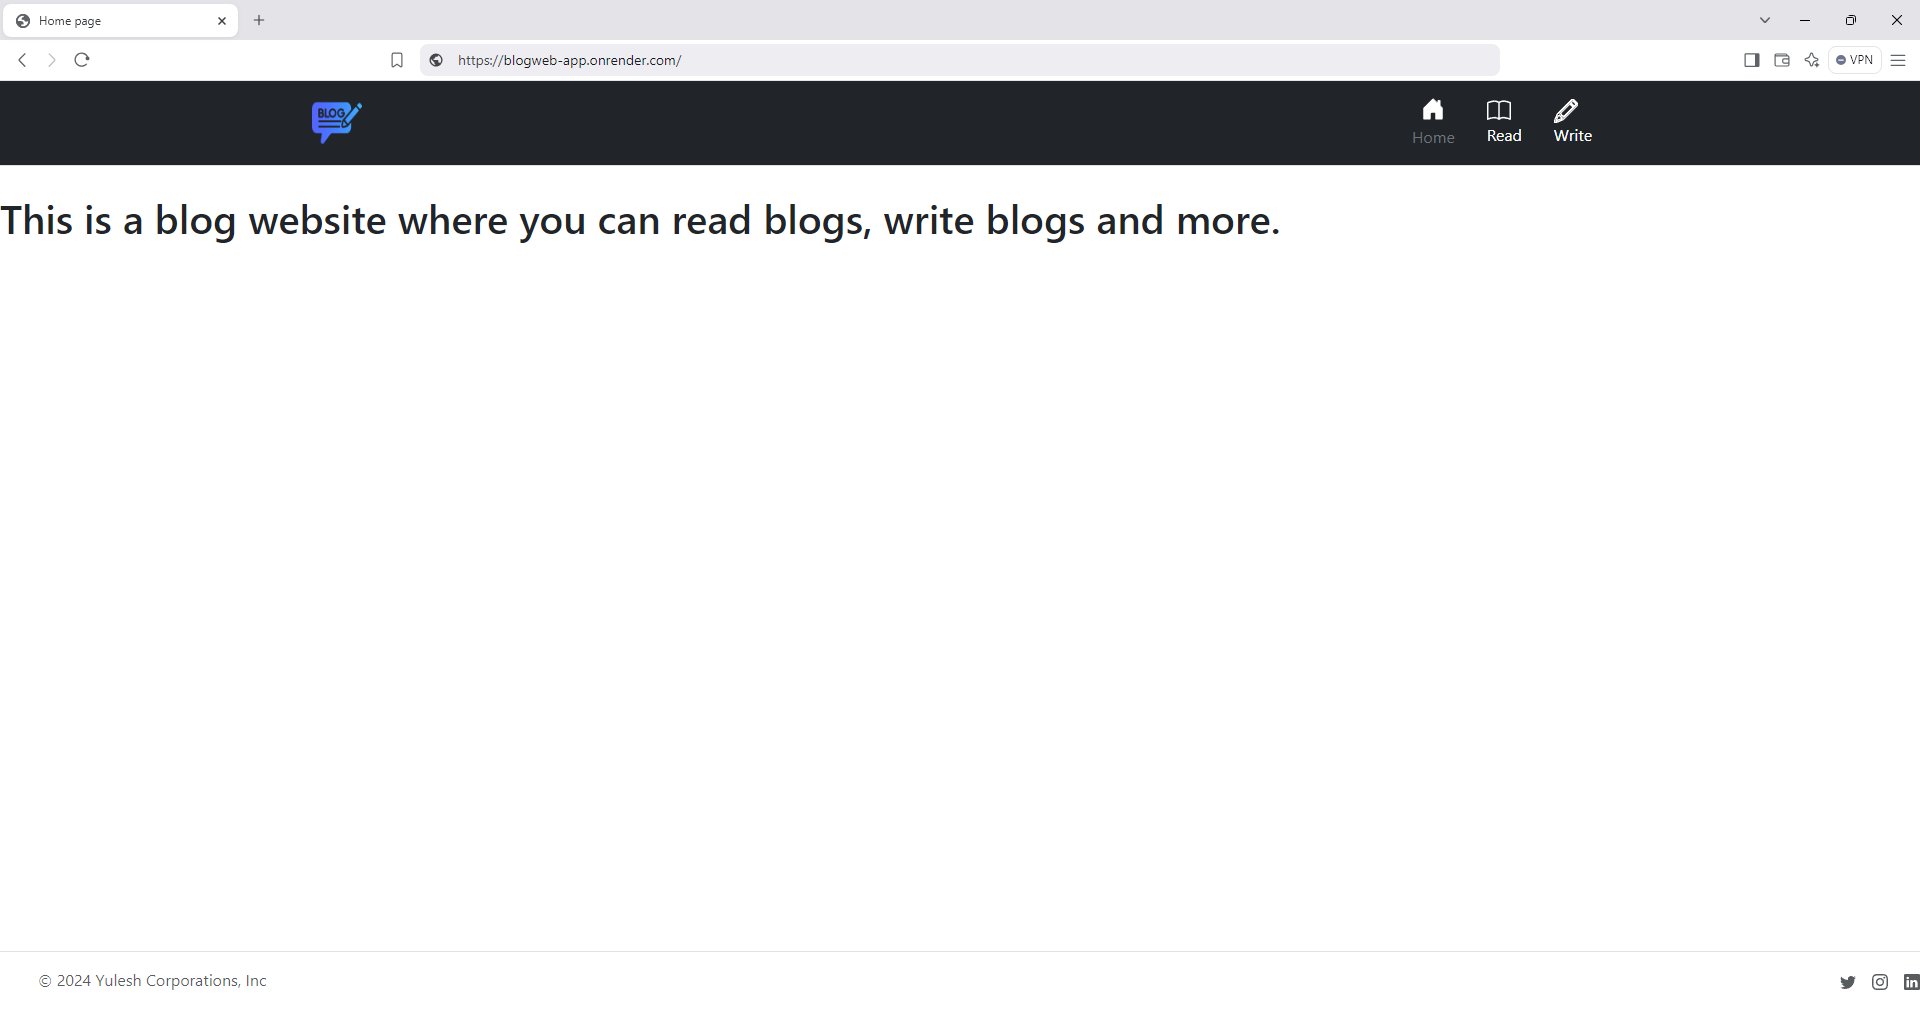 Home page
https://blogweb-app.onrender.com/
VPN
BLOG
Home
Read
Write
This is a blog website where you can read blogs, write blogs and more.
© 2024 Yulesh Corporations, Inc
in